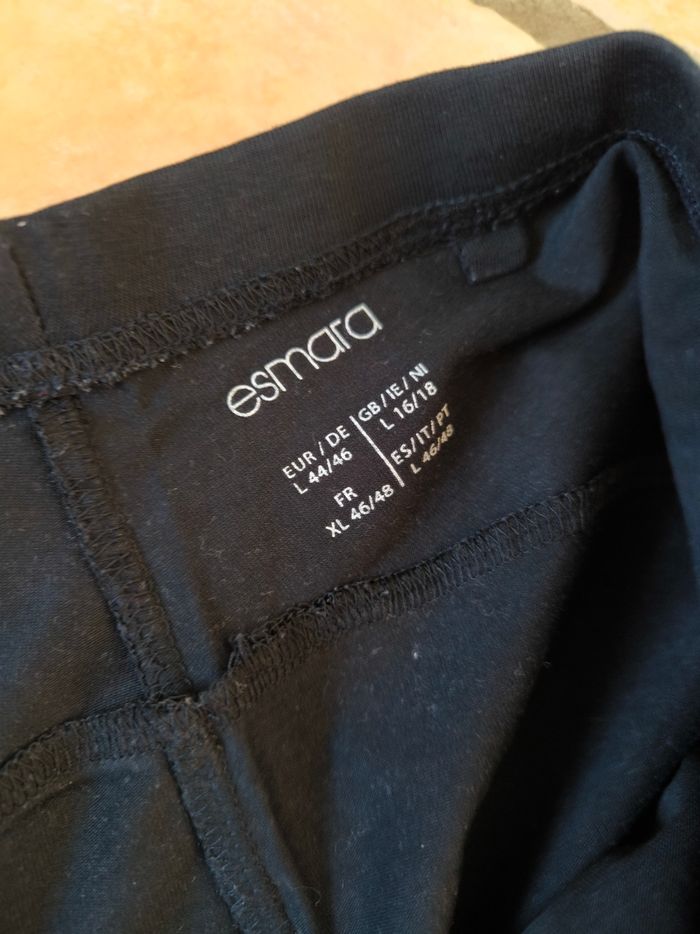 esmara
EUR / DE
L 44/46
GB / IE / NI
L 16/18
FR
XL 46/48
ES/IT/PT
L 46/48